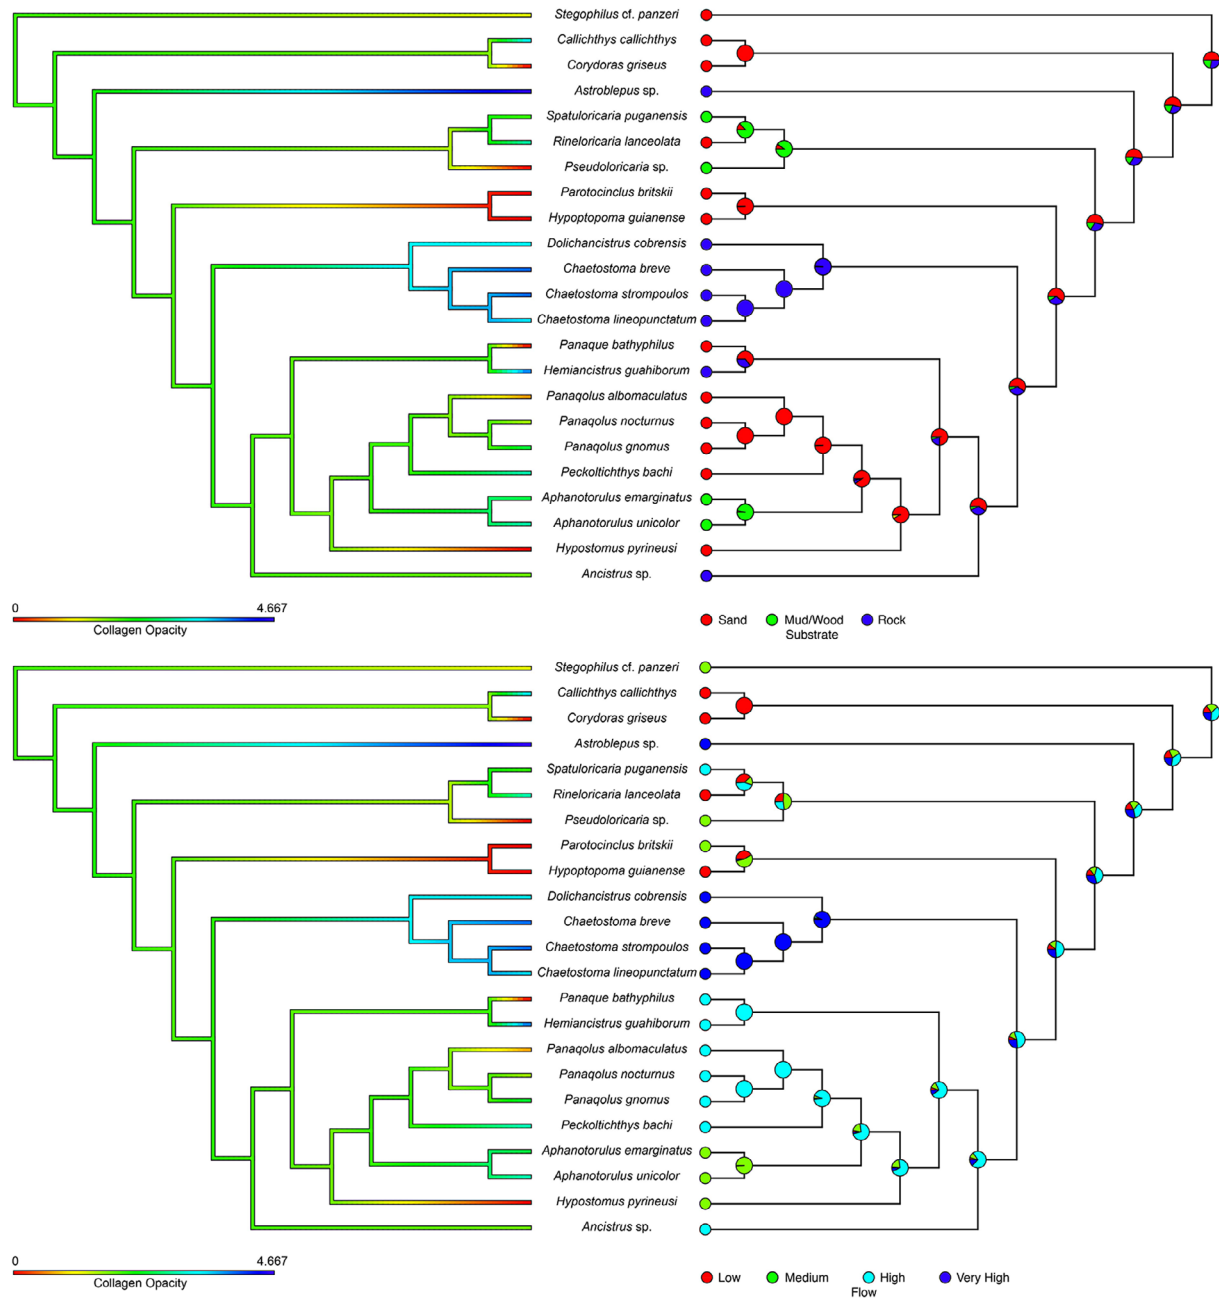 Stegophilus cf. panzeri
Callichthys callichthys
Corydoras griseus
Astroblepus sp.
Spatuloricaria puganensis
Rineloricaria lanceolata
Pseudoloricaria sp.
Parotocinclus britskii
Hypoptopoma guianense
Dolichancistrus cobrensis
Chaetostoma breve
Chaetostoma strompoulos
Chaetostoma lineopunctatum
Panaque bathyphilus
Hemiancistrus guahiborum
Panaqolus albomaculatus
Panaqolus nocturnus
Panaqolus gnomus
Peckoltichthys bachi
Aphanotorulus emarginatus
Aphanotorulus unicolor
Hypostomus pyrineusi
Ancistrus sp.
0 4.667
Collagen Opacity
Sand Mud/Wood Rock
Substrate
Stegophilus cf. panzeri
Callichthys callichthys
Corydoras griseus
Astroblepus sp.
Spatuloricaria puganensis
Rineloricaria lanceolata
Pseudoloricaria sp.
Parotocinclus britskii
Hypoptopoma guianense
Dolichancistrus cobrensis
Chaetostoma breve
Chaetostoma strompoulos
Chaetostoma lineopunctatum
Panaque bathyphilus
Hemiancistrus guahiborum
Panaqolus albomaculatus
Panaqolus nocturnus
Panaqolus gnomus
Peckoltichthys bachi
Aphanotorulus emarginatus
Aphanotorulus unicolor
Hypostomus pyrineusi
Ancistrus sp.
0 4.667
Collagen Opacity
Low Medium High Very High
Flow